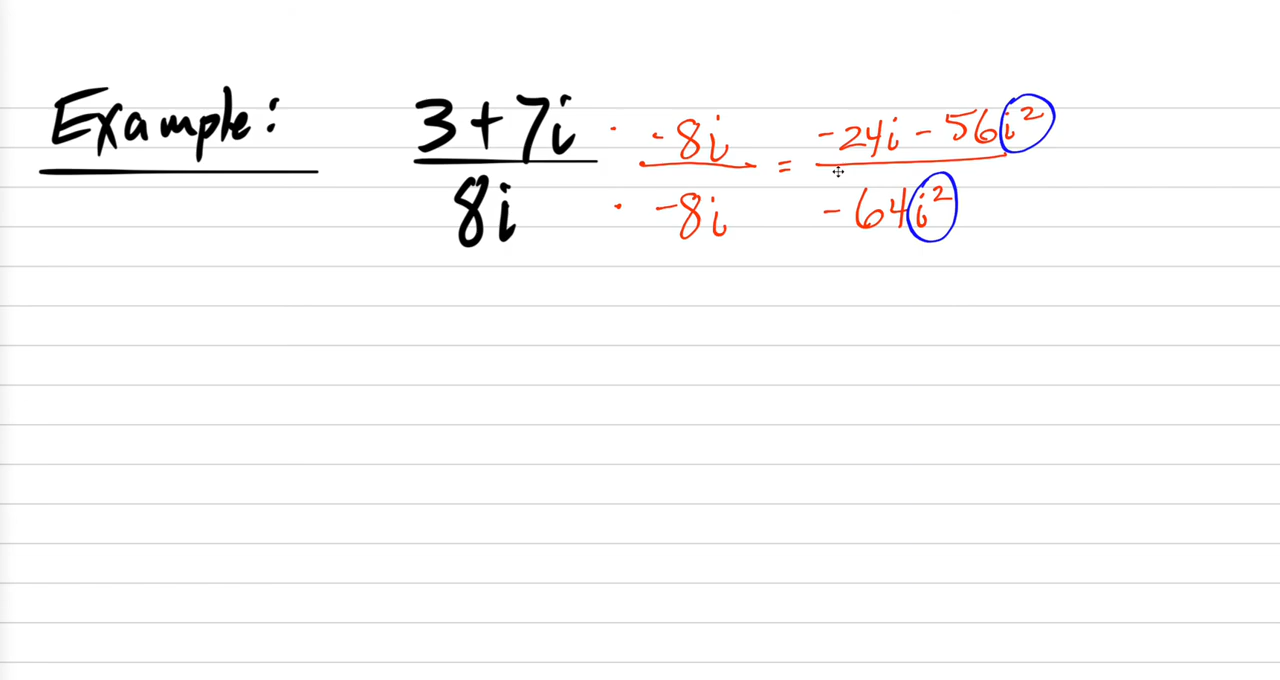 Example: 3 + 7i / 8i · -8i / · -8i = -24i - 56i² / -64i²